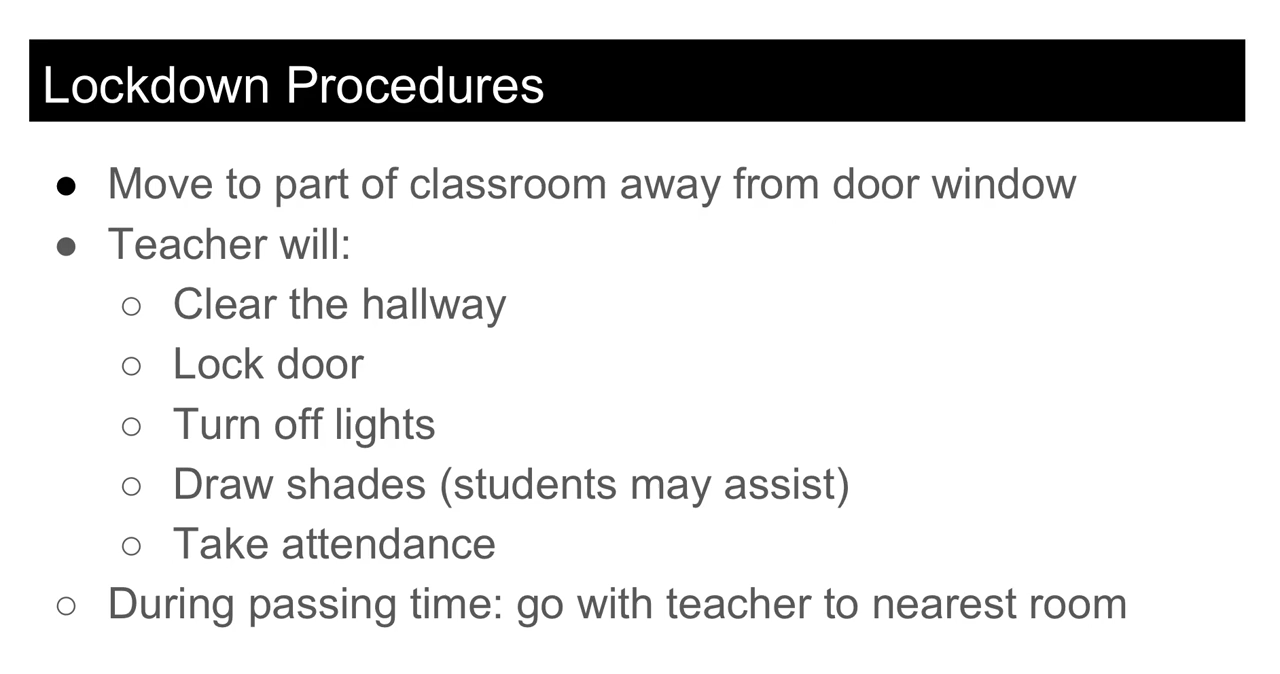 Lockdown Procedures
● Move to part of classroom away from door window
● Teacher will:
○ Clear the hallway
○ Lock door
○ Turn off lights
○ Draw shades (students may assist)
○ Take attendance
○ During passing time: go with teacher to nearest room